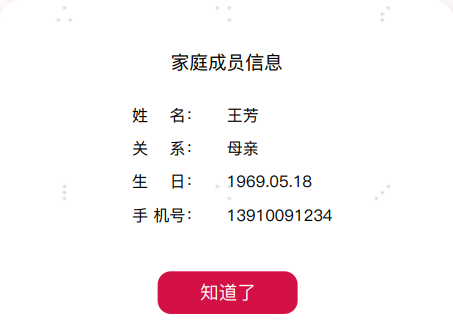 家庭成员信息
姓 名： 王芳
关 系： 母亲
生 日： 1969.05.18
手 机号： 13910091234
知道了